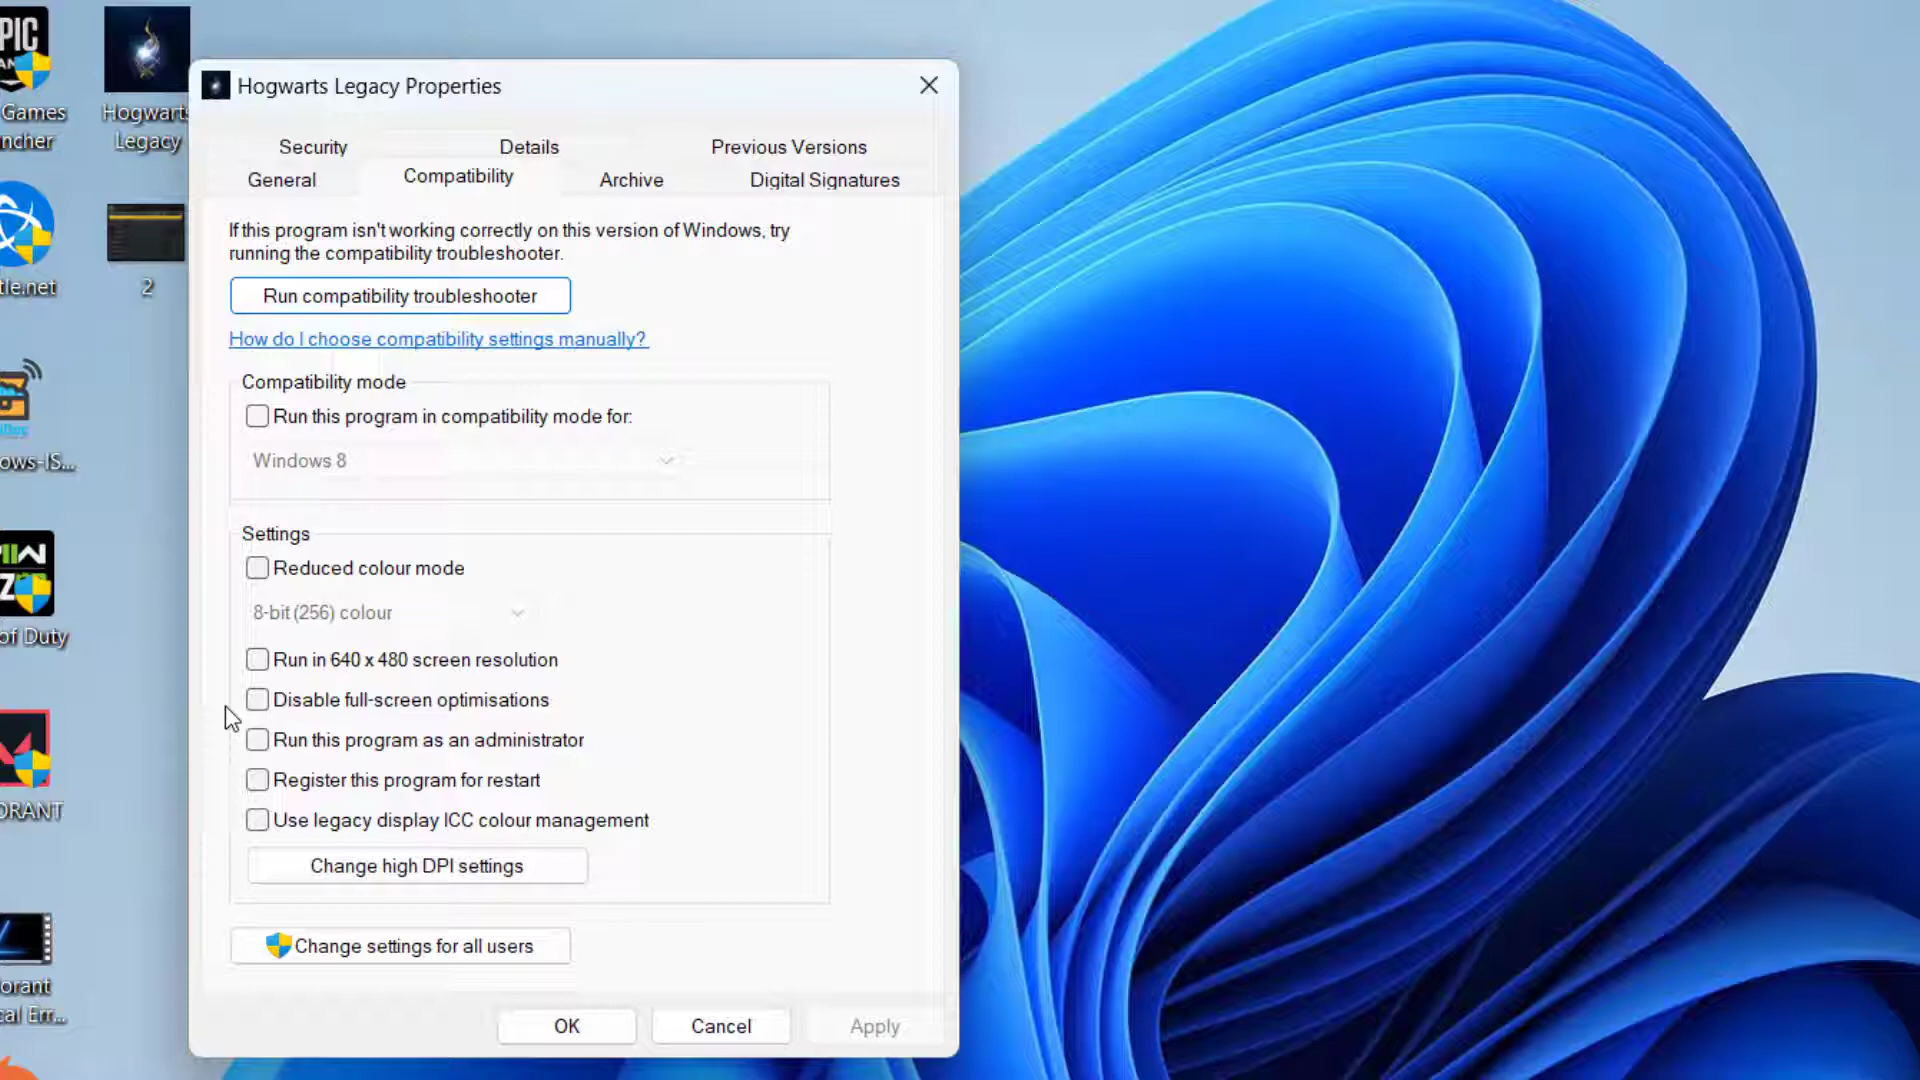 EPIC
Games
ncher
Hogwarts
Legacy
tle.net
2
ows-IS...
of Duty
ORANT
orant
cal Err...
Hogwarts Legacy Properties
Security
Details
Previous Versions
General
Compatibility
Archive
Digital Signatures
If this program isn't working correctly on this version of Windows, try
running the compatibility troubleshooter.
Run compatibility troubleshooter
How do I choose compatibility settings manually?
Compatibility mode
Run this program in compatibility mode for:
Windows 8
Settings
Reduced colour mode
8-bit (256) colour
Run in 640 x 480 screen resolution
Disable full-screen optimisations
Run this program as an administrator
Register this program for restart
Use legacy display ICC colour management
Change high DPI settings
Change settings for all users
OK
Cancel
Apply